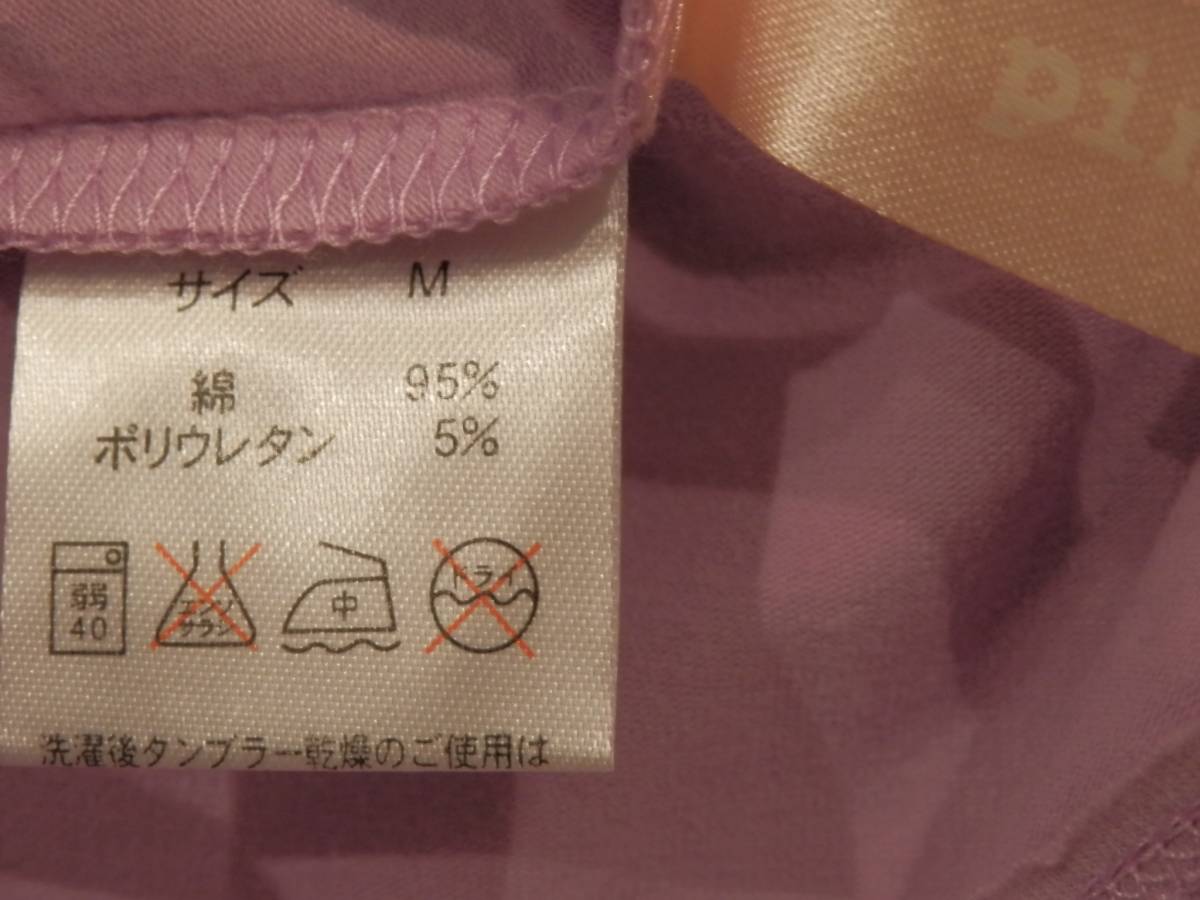 pin
サイズ M
綿 95%
ポリウレタン 5%
弱
40
エンソ
サラシ
中
ドライ
洗濯後タンブラー乾燥のご使用は